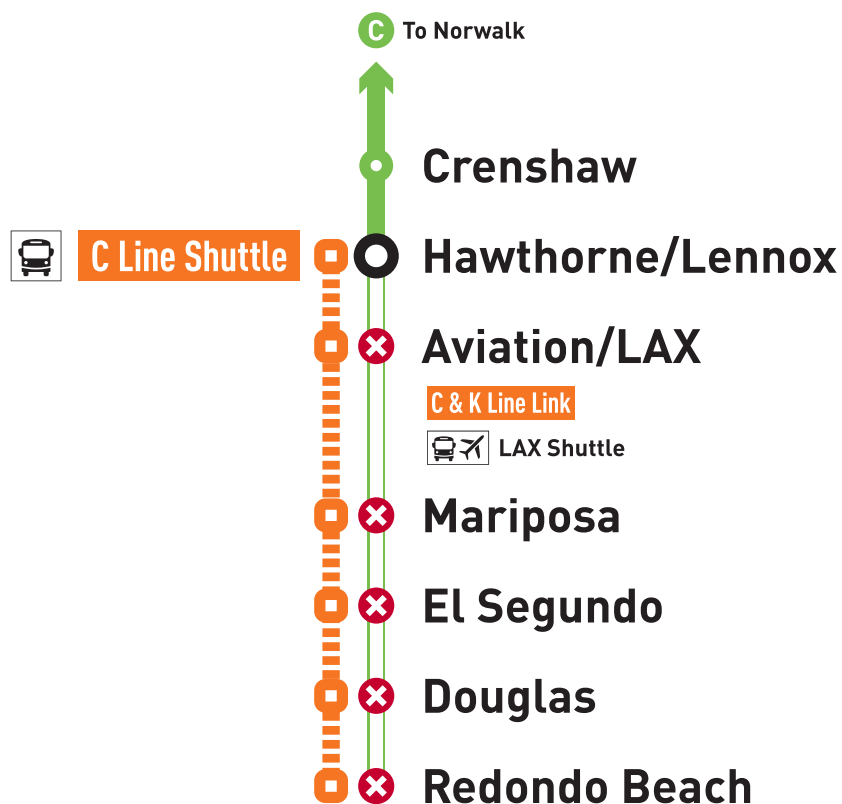 C To Norwalk
Crenshaw
C Line Shuttle Hawthorne/Lennox
Aviation/LAX
C & K Line Link
LAX Shuttle
Mariposa
El Segundo
Douglas
Redondo Beach